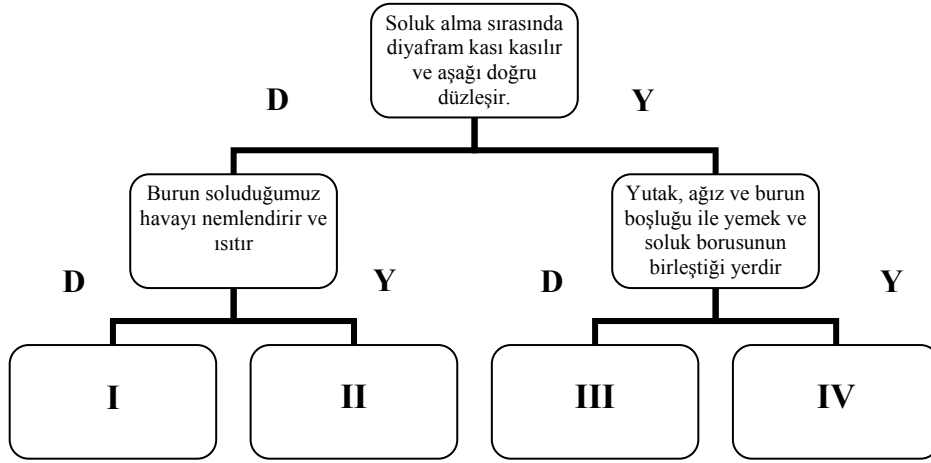 Soluk alma sırasında
diyafram kası kasılır
ve aşağı doğru
düzleşir.
D
Y
Burun soluduğumuz
havayı nemlendirir ve
ısıtır
Yutak, ağız ve burun
boşluğu ile yemek ve
soluk borusunun
birleştiği yerdir
D
Y
D
Y
I
II
III
IV